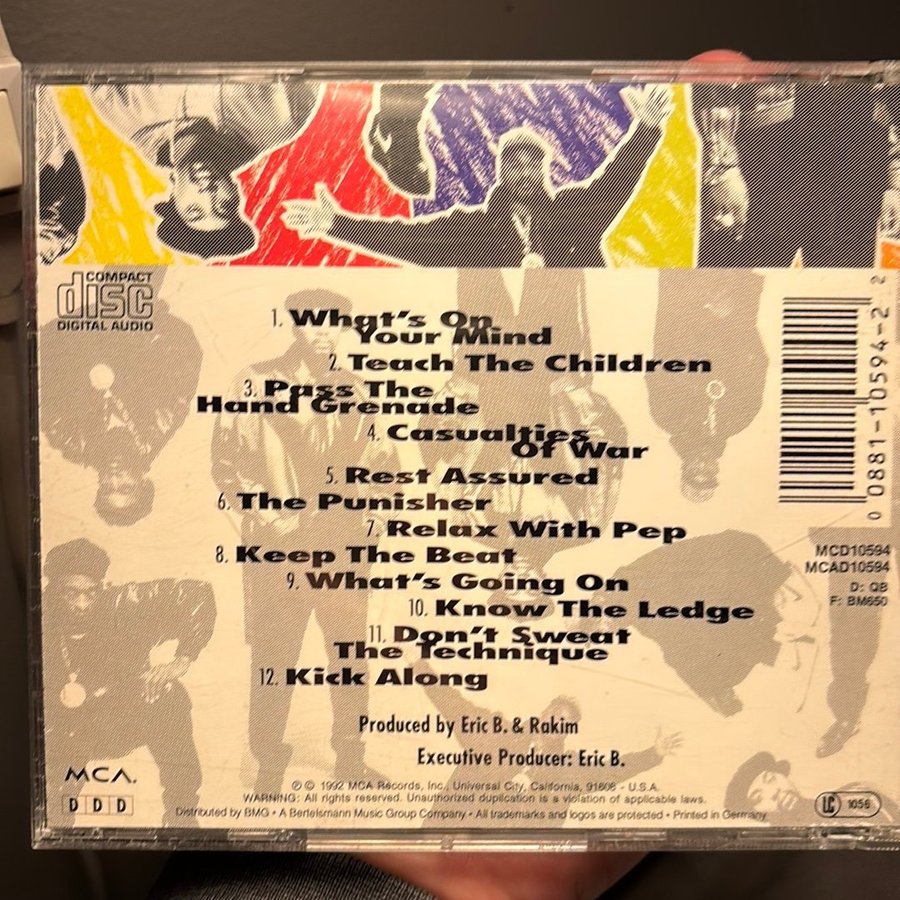 COMPACT
disc
DIGITAL AUDIO
1. What's On
Your Mind
2. Teach The Children
3. Pass The
Hand Grenade
4. Casualties
Of War
5. Rest Assured
6. The Punisher
7. Relax With Pep
8. Keep The Beat
9. What's Going On
10. Know The Ledge
11. Don't Sweat
The Technique
12. Kick Along
Produced by Eric B. & Rakim
Executive Producer: Eric B.
0 0881-10594-2 2
MCD10594
MCAD10594
D: QB
F: BM650
MCA.
D D D
℗ © 1992 MCA Records, Inc., Universal City, California, 91608 - U.S.A.
WARNING: All rights reserved. Unauthorized duplication is a violation of applicable laws.
Distributed by BMG • A Bertelsmann Music Group Company • All trademarks and logos are protected • Printed in Germany
LC 1056